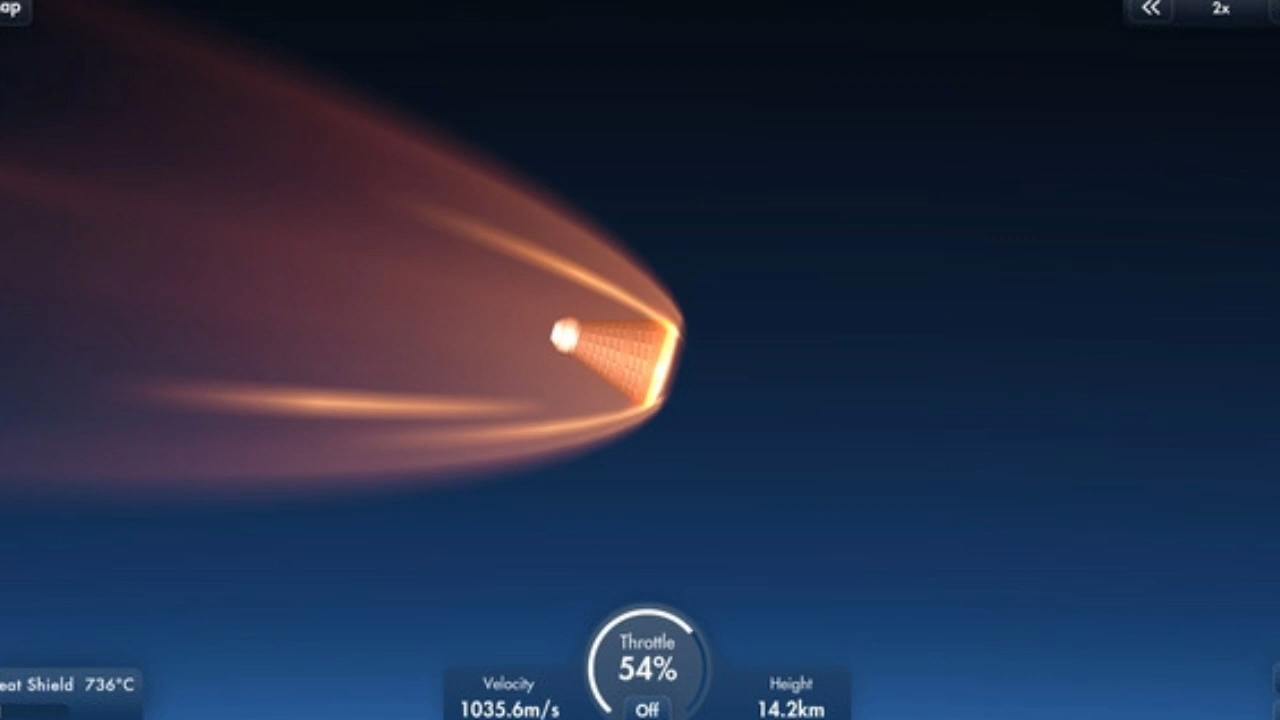 ap
2x
Throttle
54%
Off
Velocity
1035.6m/s
Height
14.2km
eat Shield 736°C